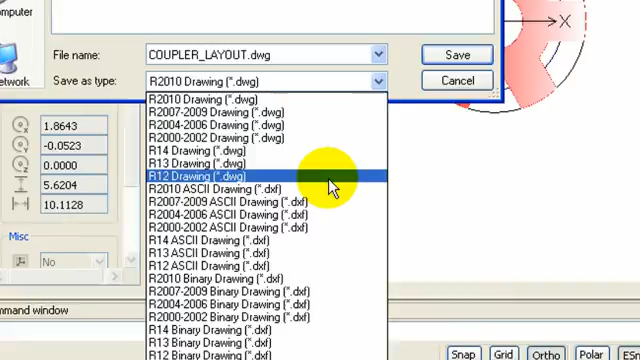 omputer
Network
File name: COUPLER_LAYOUT.dwg Save
Save as type: R2010 Drawing (*.dwg) Cancel
R2010 Drawing (*.dwg)
R2007-2009 Drawing (*.dwg)
R2004-2006 Drawing (*.dwg)
R2000-2002 Drawing (*.dwg)
R14 Drawing (*.dwg)
R13 Drawing (*.dwg)
R12 Drawing (*.dwg)
R2010 ASCII Drawing (*.dxf)
R2007-2009 ASCII Drawing (*.dxf)
R2004-2006 ASCII Drawing (*.dxf)
R2000-2002 ASCII Drawing (*.dxf)
R14 ASCII Drawing (*.dxf)
R13 ASCII Drawing (*.dxf)
R12 ASCII Drawing (*.dxf)
R2010 Binary Drawing (*.dxf)
R2007-2009 Binary Drawing (*.dxf)
R2004-2006 Binary Drawing (*.dxf)
R2000-2002 Binary Drawing (*.dxf)
R14 Binary Drawing (*.dxf)
R13 Binary Drawing (*.dxf)
R12 Binary Drawing (*.dxf)
X
X 1.8643
Y -0.0523
Z 0.0000
5.6204
10.1128
Misc
No
ommand window
Snap Grid Ortho Polar E